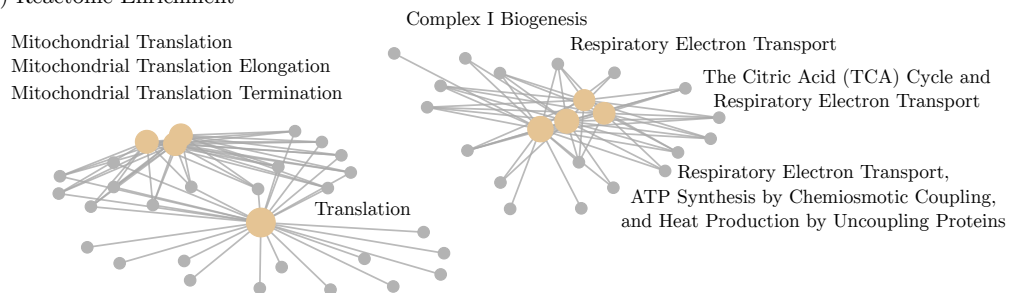 ) Reactome Enrichment
Complex I Biogenesis
Mitochondrial Translation
Mitochondrial Translation Elongation
Mitochondrial Translation Termination
Respiratory Electron Transport
The Citric Acid (TCA) Cycle and
Respiratory Electron Transport
Respiratory Electron Transport,
ATP Synthesis by Chemiosmotic Coupling,
and Heat Production by Uncoupling Proteins
Translation